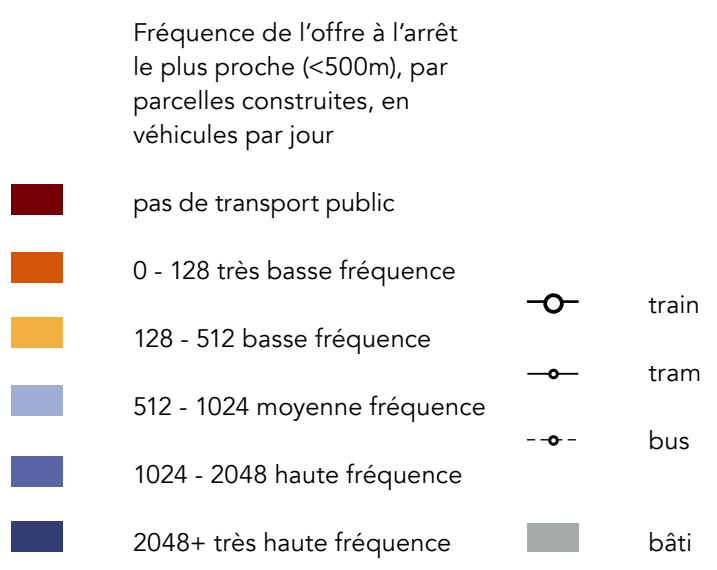 Fréquence de l’offre à l’arrêt
le plus proche (<500m), par
parcelles construites, en
véhicules par jour
pas de transport public
0 - 128 très basse fréquence
128 - 512 basse fréquence
512 - 1024 moyenne fréquence
1024 - 2048 haute fréquence
2048+ très haute fréquence
train
tram
bus
bâti